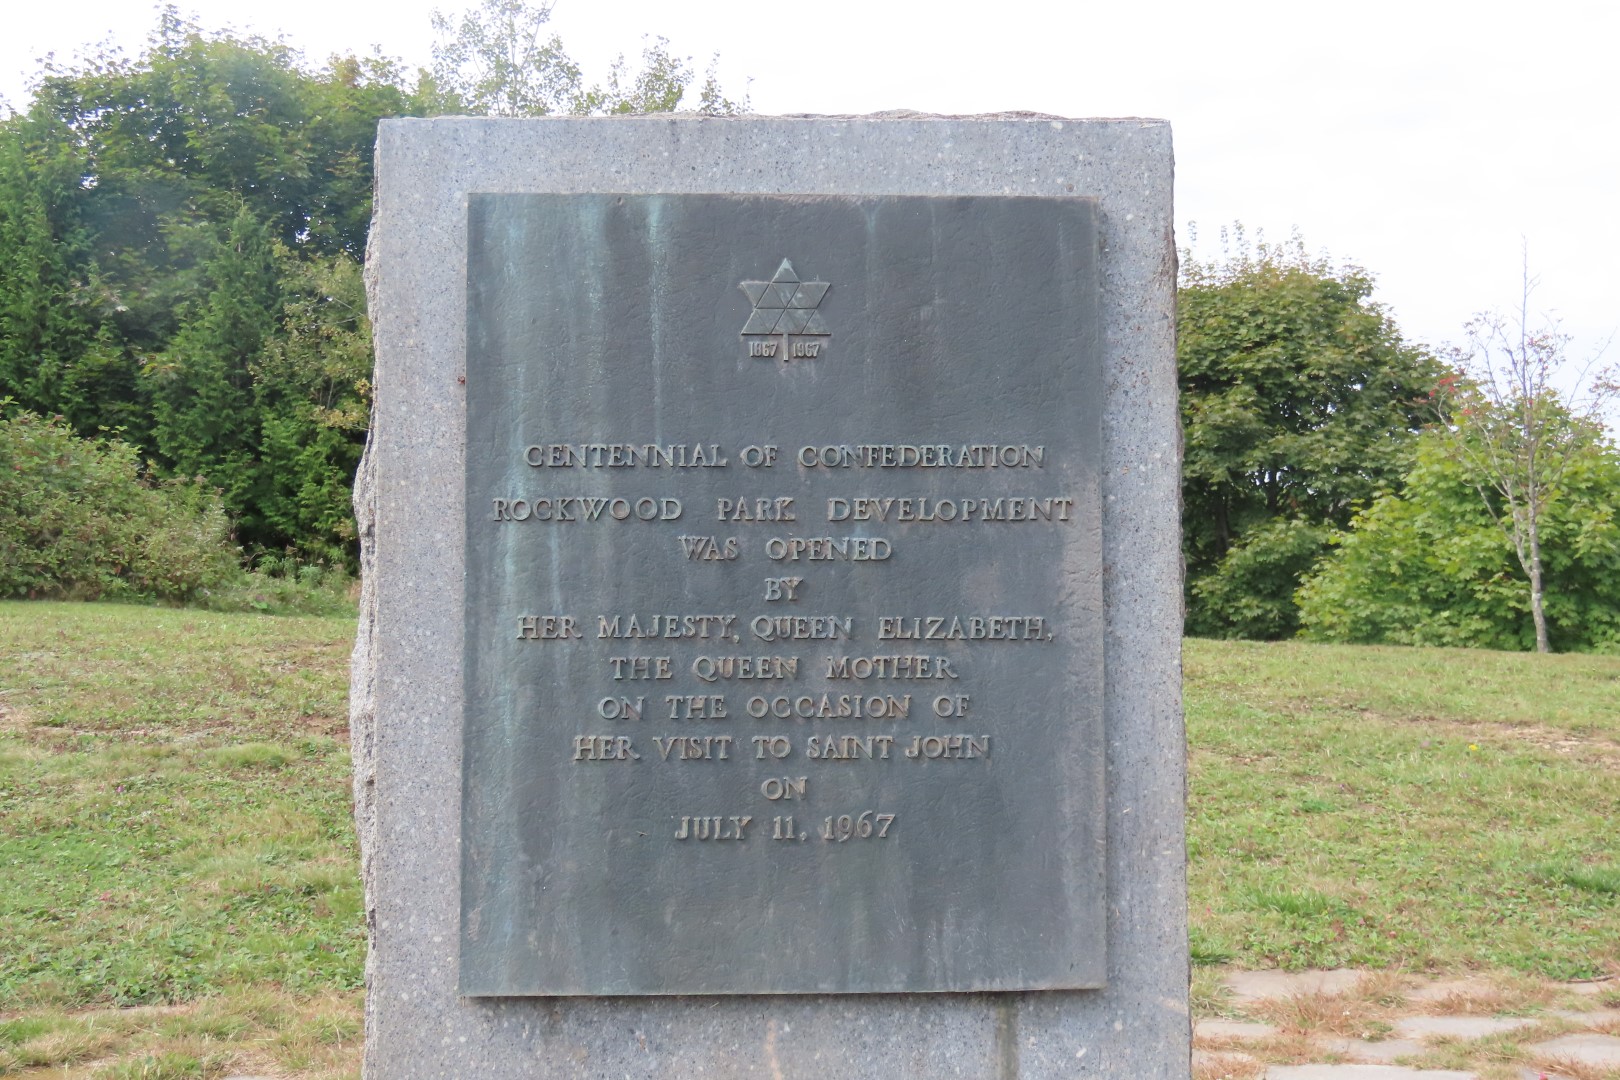 1867 1967
CENTENNIAL OF CONFEDERATION
ROCKWOOD PARK DEVELOPMENT
WAS OPENED
BY
HER MAJESTY, QUEEN ELIZABETH,
THE QUEEN MOTHER
ON THE OCCASION OF
HER VISIT TO SAINT JOHN
ON
JULY 11, 1967